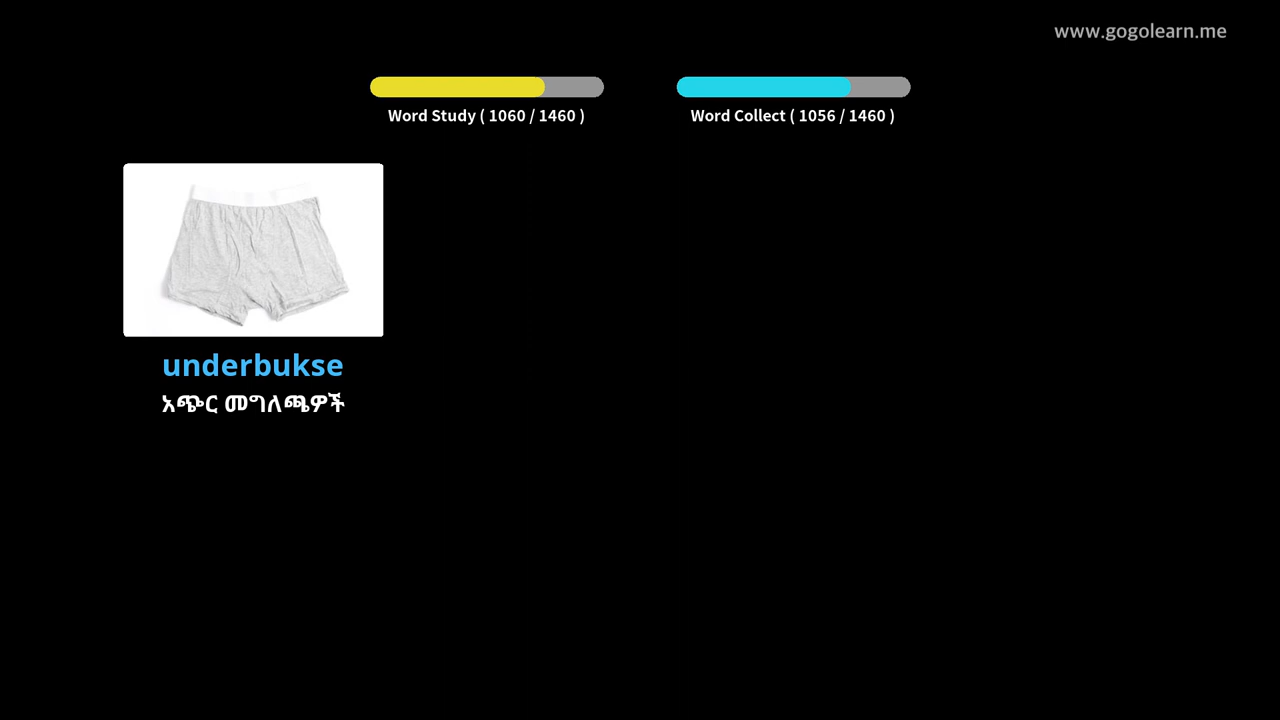 www.gogolearn.me
Word Study ( 1060 / 1460 )
Word Collect ( 1056 / 1460 )
underbukse
አጭር መግለጫዎች